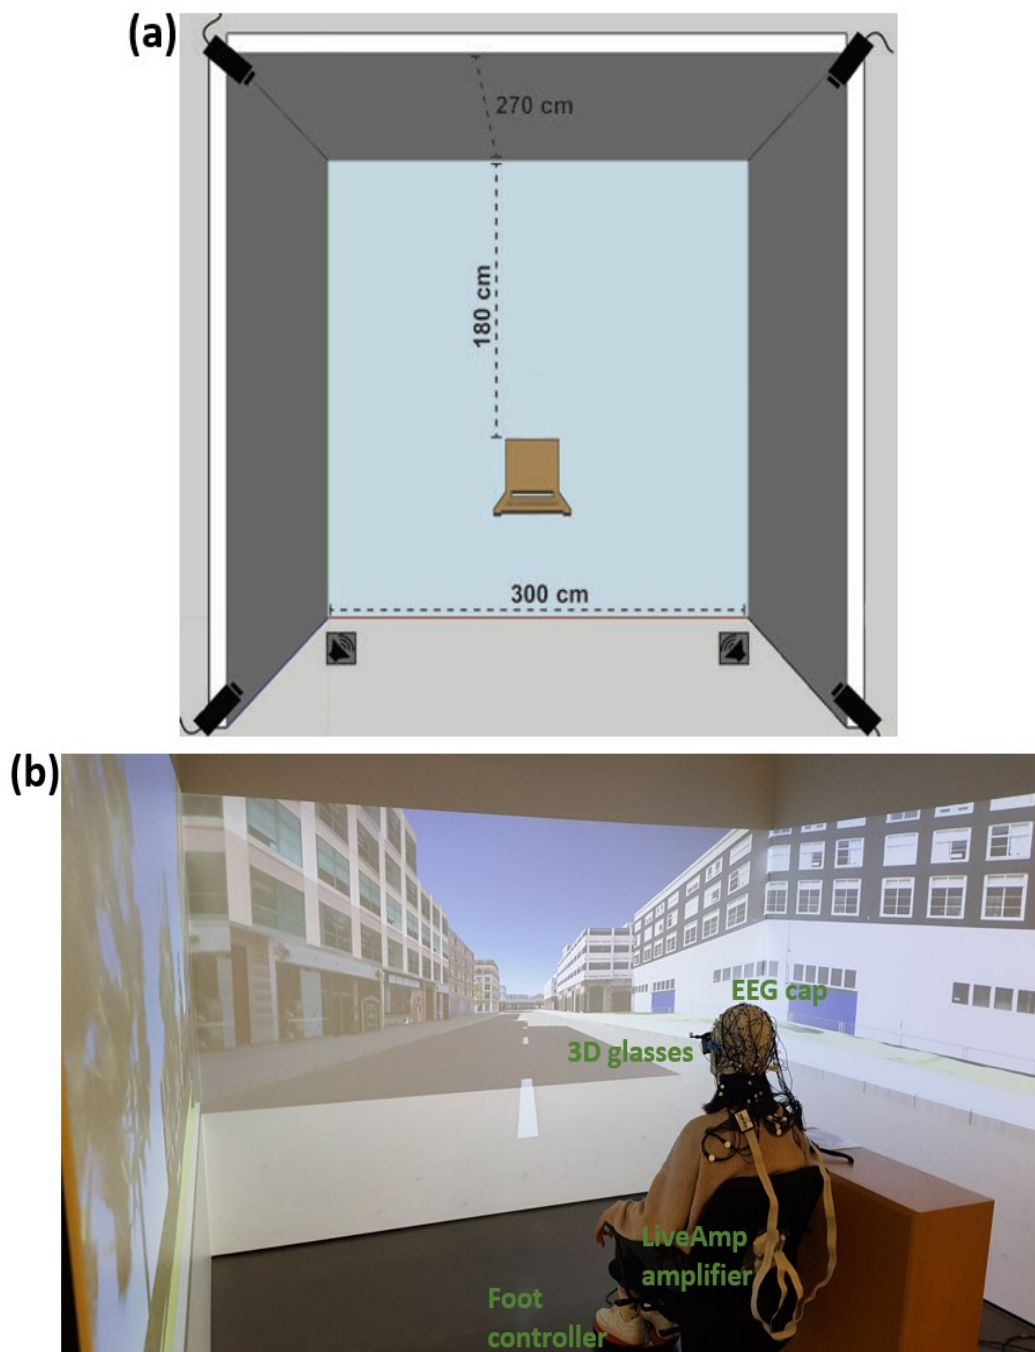 (a)
270 cm
180 cm
300 cm
(b)
EEG cap
3D glasses
LiveAmp
amplifier
Foot
controller